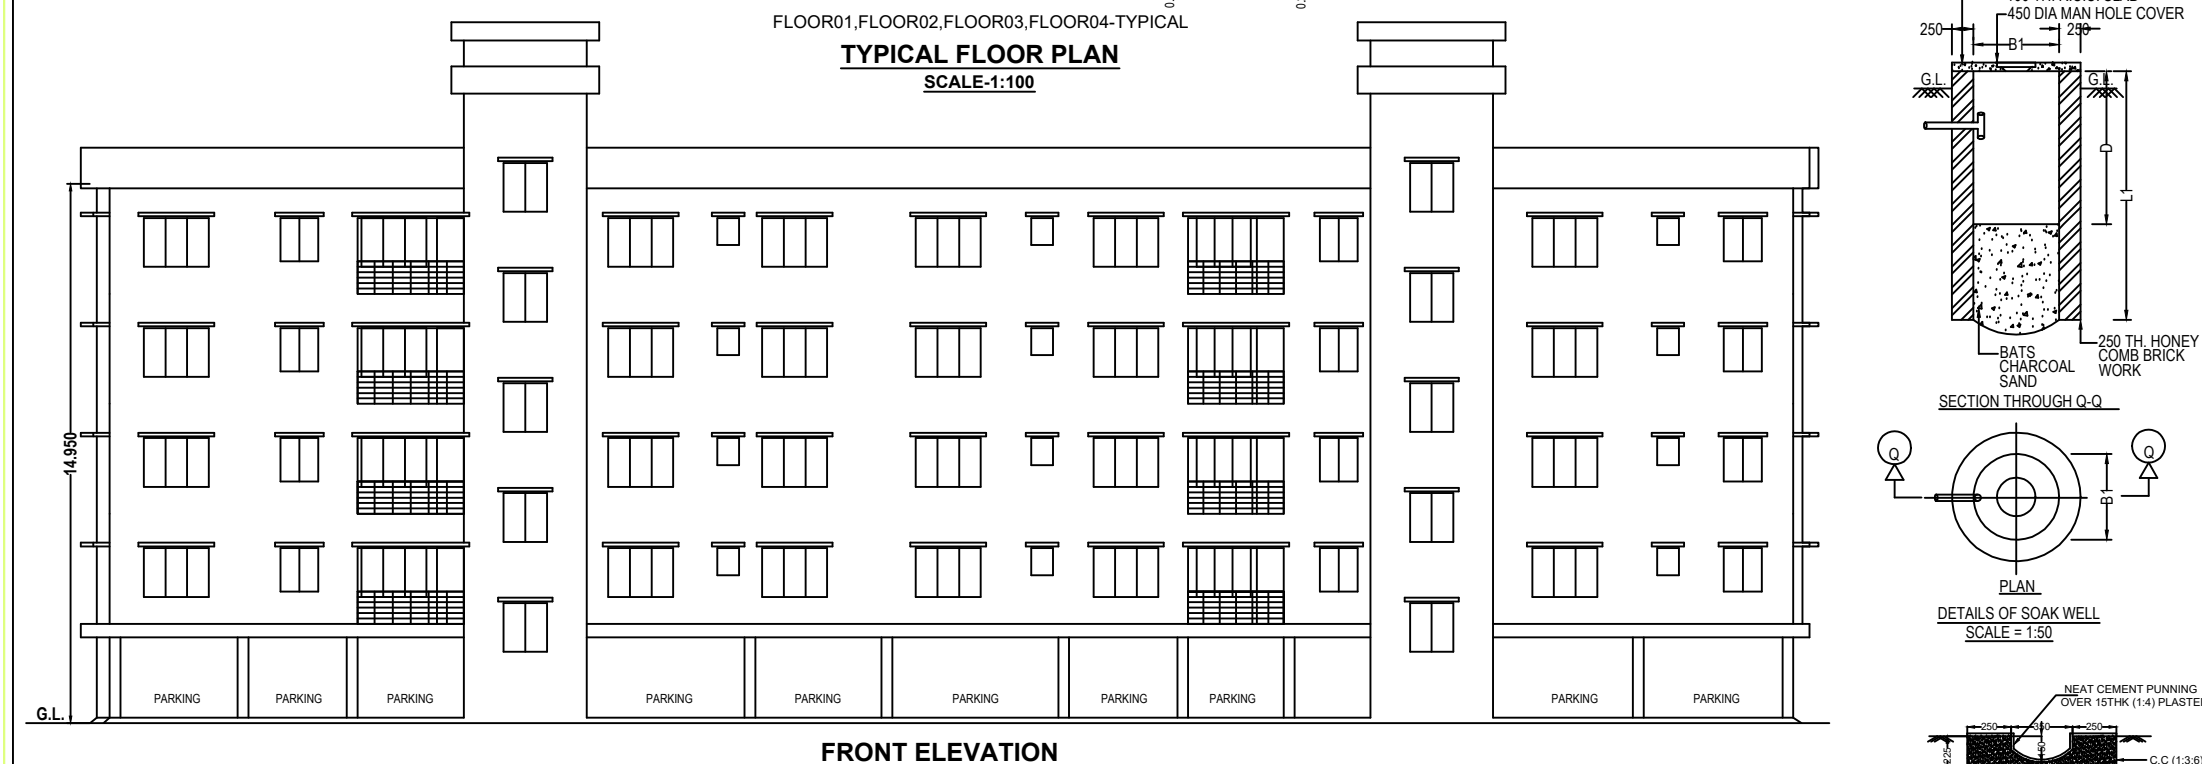 FLOOR01,FLOOR02,FLOOR03,FLOOR04-TYPICAL
TYPICAL FLOOR PLAN
SCALE-1:100
14.950
G.L.
PARKING
PARKING
PARKING
PARKING
PARKING
PARKING
PARKING
PARKING
PARKING
PARKING
FRONT ELEVATION
450 DIA MAN HOLE COVER
250
B1
250
G.L.
G.L.
D
L1
BATS
CHARCOAL
SAND
250 TH. HONEY
COMB BRICK
WORK
SECTION THROUGH Q-Q
Q
Q
B1
PLAN
DETAILS OF SOAK WELL
SCALE = 1:50
NEAT CEMENT PUNNING
OVER 15THK (1:4) PLASTER
250
350
250
150
C.C (1:3:6)